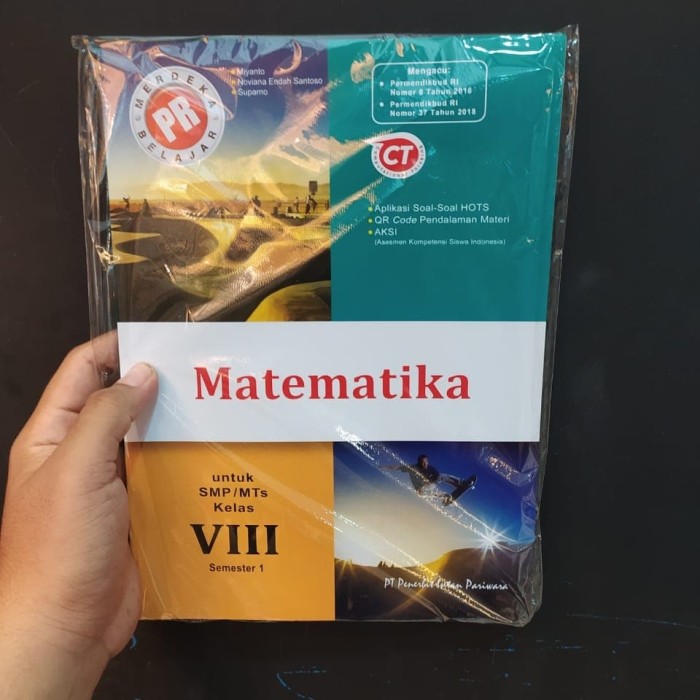 MERDEKA
PR
BELAJAR
Miyanto
Noviana Endah Santoso
Suparno
Mengacu:
Permendikbud RI
Nomor 8 Tahun 2016
Permendikbud RI
Nomor 37 Tahun 2018
CT
Aplikasi Soal-Soal HOTS
QR Code Pendalaman Materi
AKSI
(Asesmen Kompetensi Siswa Indonesia)
Matematika
untuk
SMP/MTs
Kelas
VIII
Semester 1
PT Penerbit Intan Pariwara